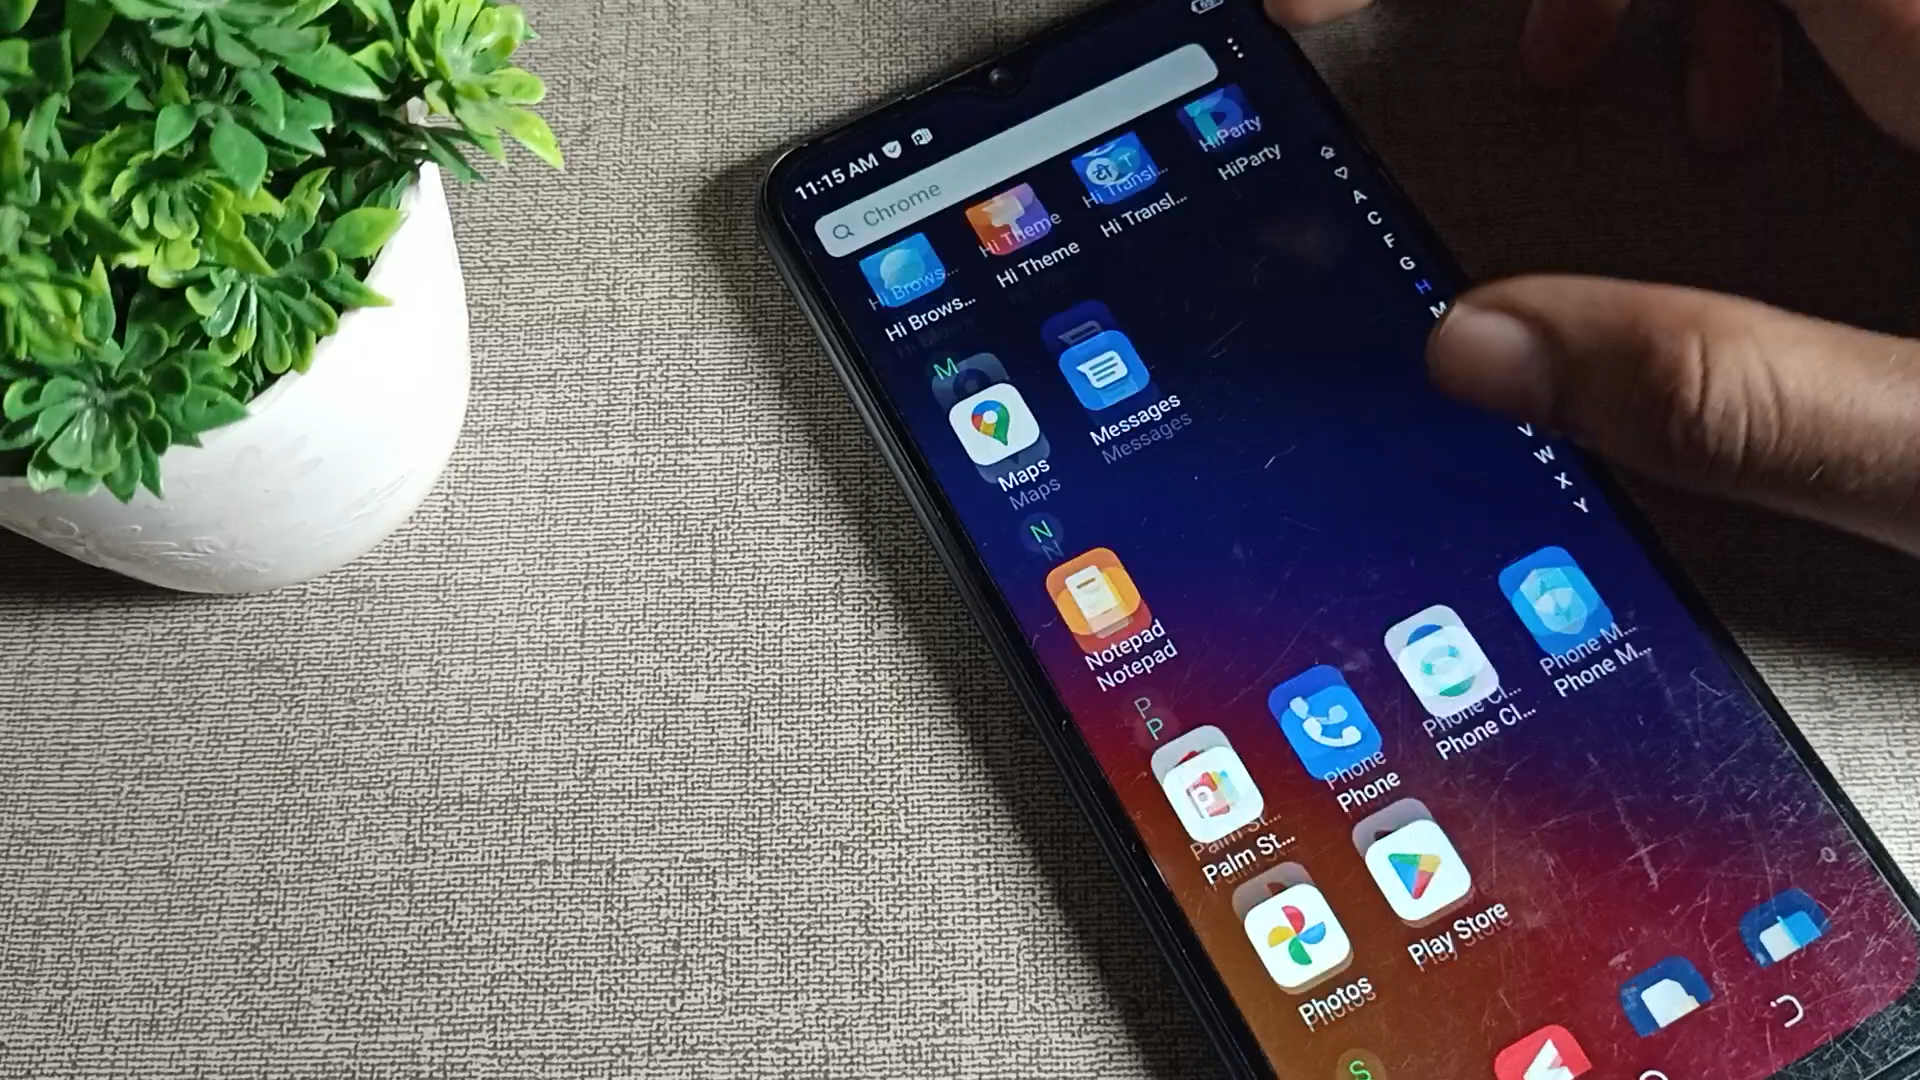 11:15 AM
Chrome
Hi Brows...
Hi Theme
Hi Transl...
HiParty
A
C
F
G
H
M
V
W
X
Y
M
Maps
Messages
N
Notepad
P
Palm St...
Phone
Phone Cl...
Phone M...
Photos
Play Store
S